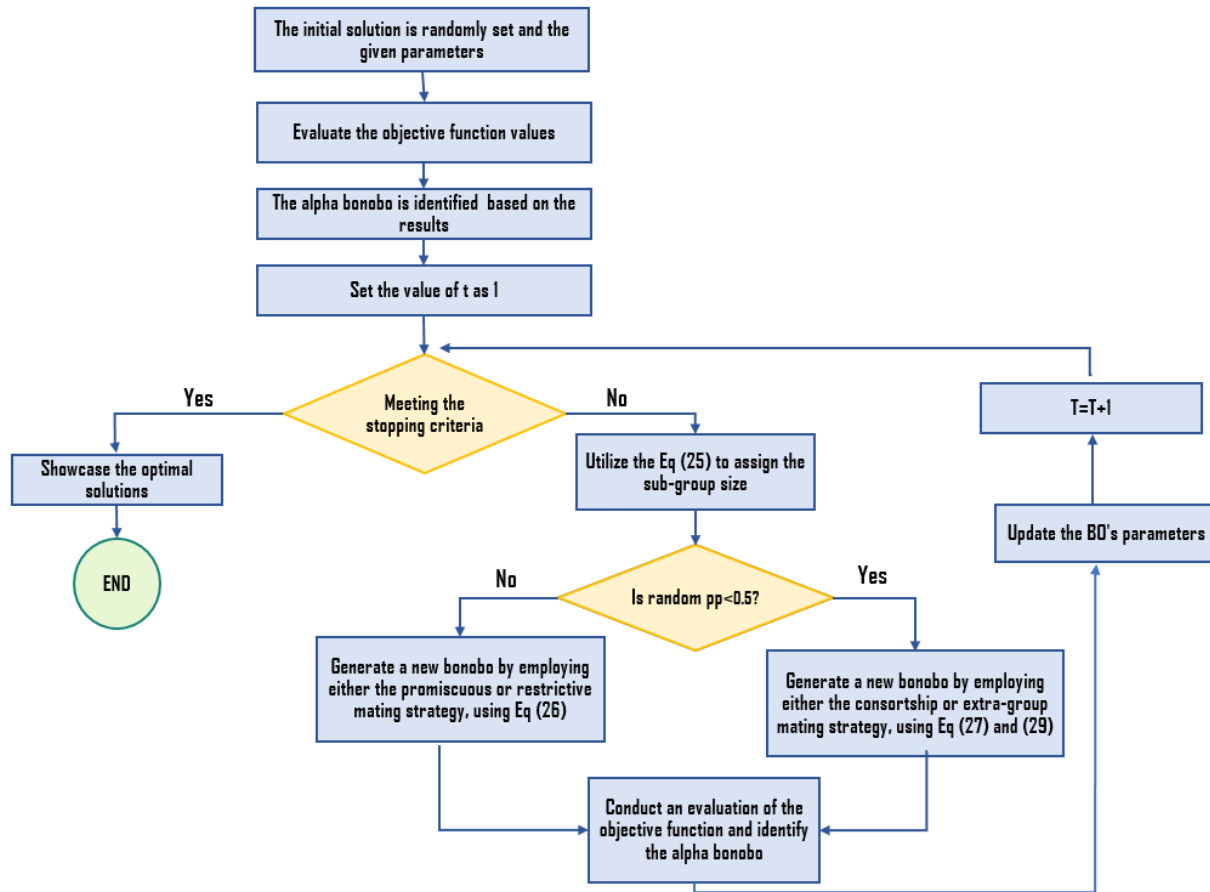 The initial solution is randomly set and the
given parameters
Evaluate the objective function values
The alpha bonobo is identified based on the
results
Set the value of t as 1
Yes
Meeting the
stopping criteria
No
T=T+1
Showcase the optimal
solutions
Utilize the Eq (25) to assign the
sub-group size
Update the BO's parameters
END
No
Is random pp<0.5?
Yes
Generate a new bonobo by employing
either the promiscuous or restrictive
mating strategy, using Eq (26)
Generate a new bonobo by employing
either the consortship or extra-group
mating strategy, using Eq (27) and (29)
Conduct an evaluation of the
objective function and identify
the alpha bonobo